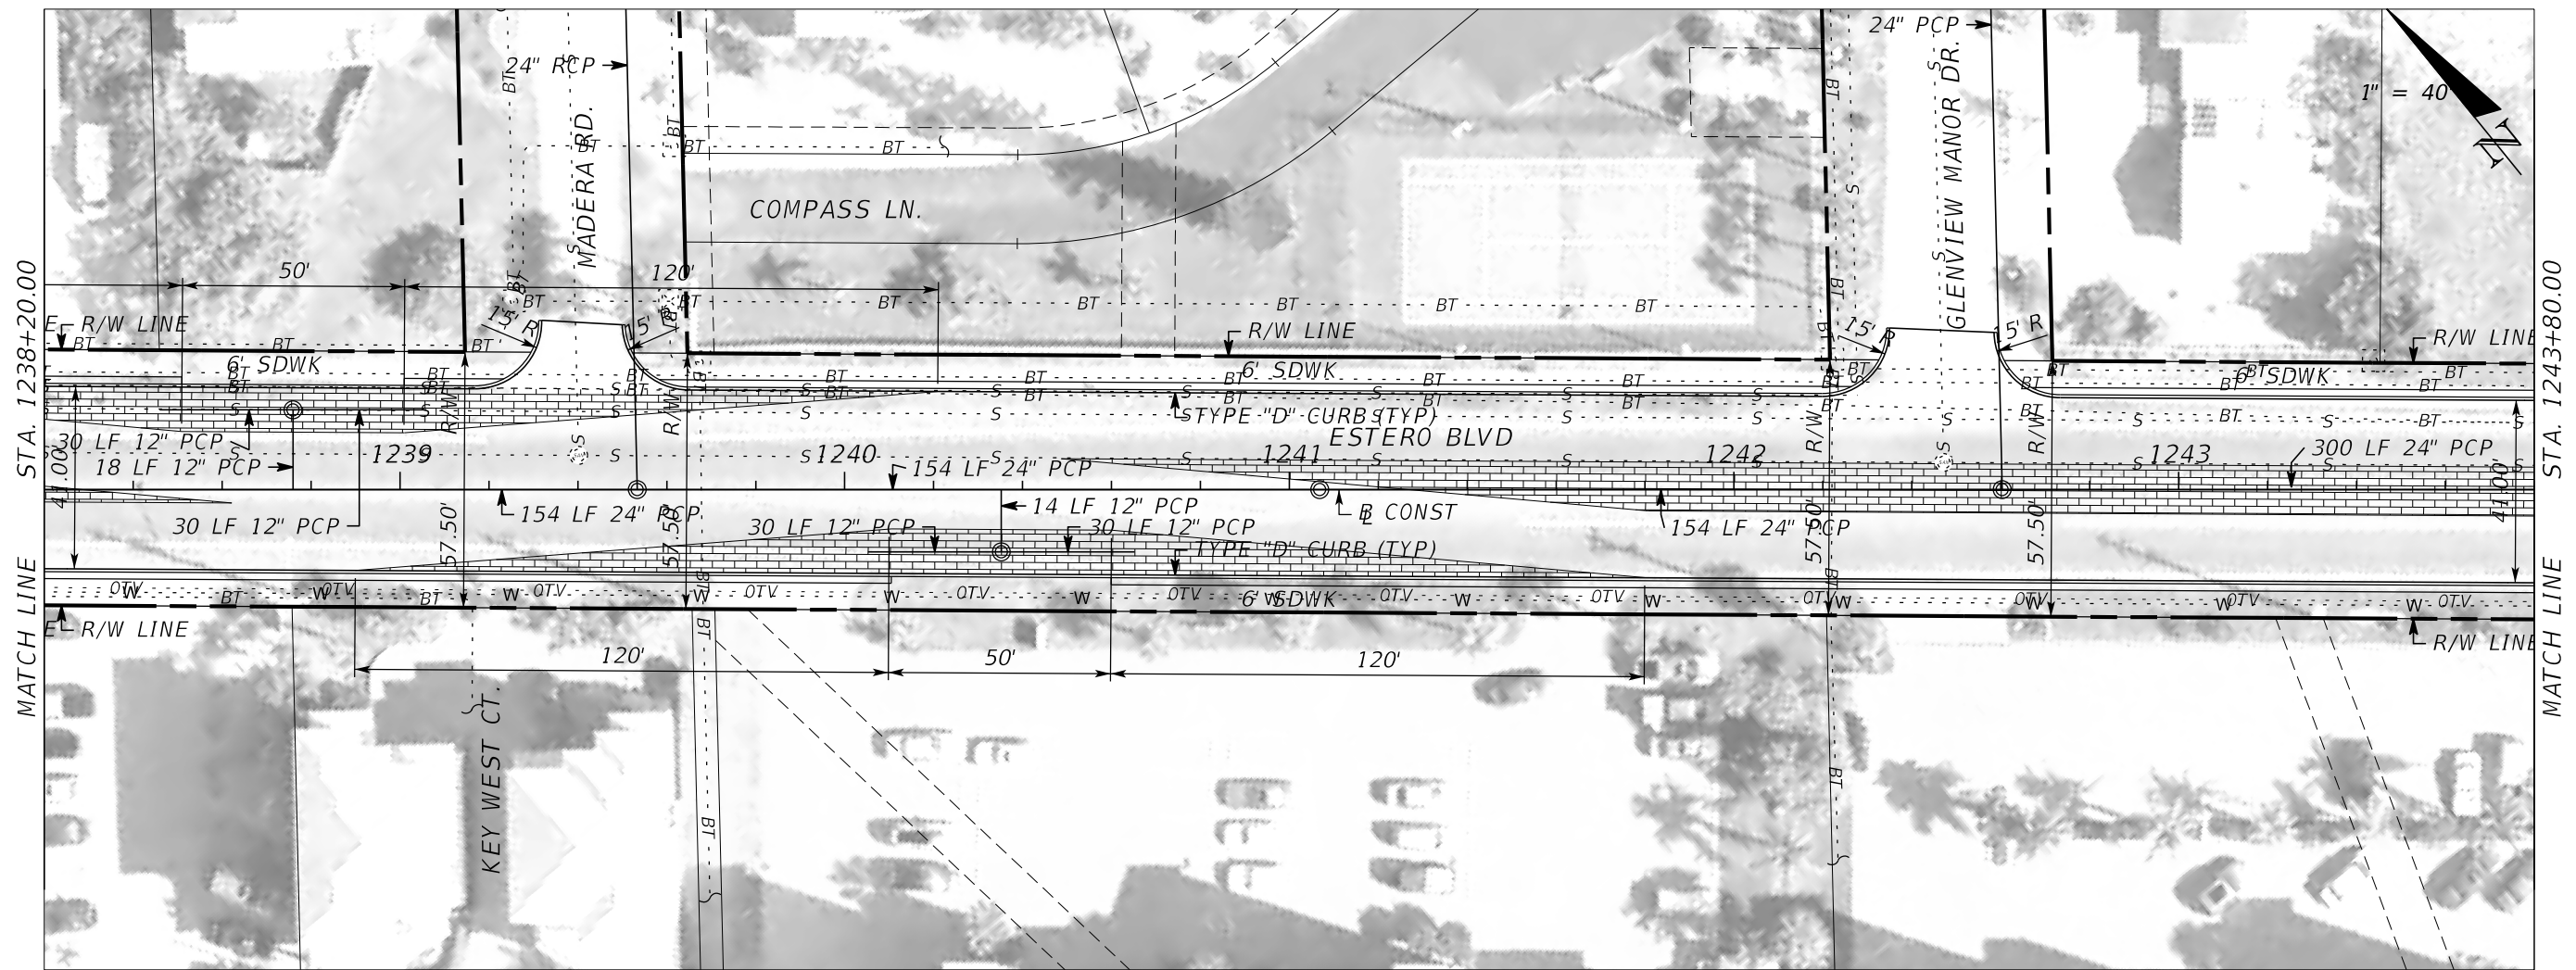 24" PCP
1" = 40'
N
24" RCP
MADERA RD.
COMPASS LN.
GLENVIEW MANOR DR.
50'
120'
15' R
5' R
15' R
5' R
R/W LINE
R/W LINE
R/W LINE
6' SDWK
6' SDWK
6' SDWK
STA. 1238+20.00
STA. 1243+80.00
TYPE "D" CURB (TYP)
ESTERO BLVD
30 LF 12" PCP
18 LF 12" PCP
1239
1240
1241
1242
1243
154 LF 24" PCP
300 LF 24" PCP
R/W
R/W
R/W
R/W
41.00'
41.00'
154 LF 24" PCP
14 LF 12" PCP
B CONST
30 LF 12" PCP
30 LF 12" PCP
30 LF 12" PCP
154 LF 24" PCP
57.50'
57.50'
57.50'
57.50'
TYPE "D" CURB (TYP)
6' SDWK
R/W LINE
R/W LINE
MATCH LINE
MATCH LINE
120'
50'
120'
KEY WEST CT.
BT
S
OTV
W